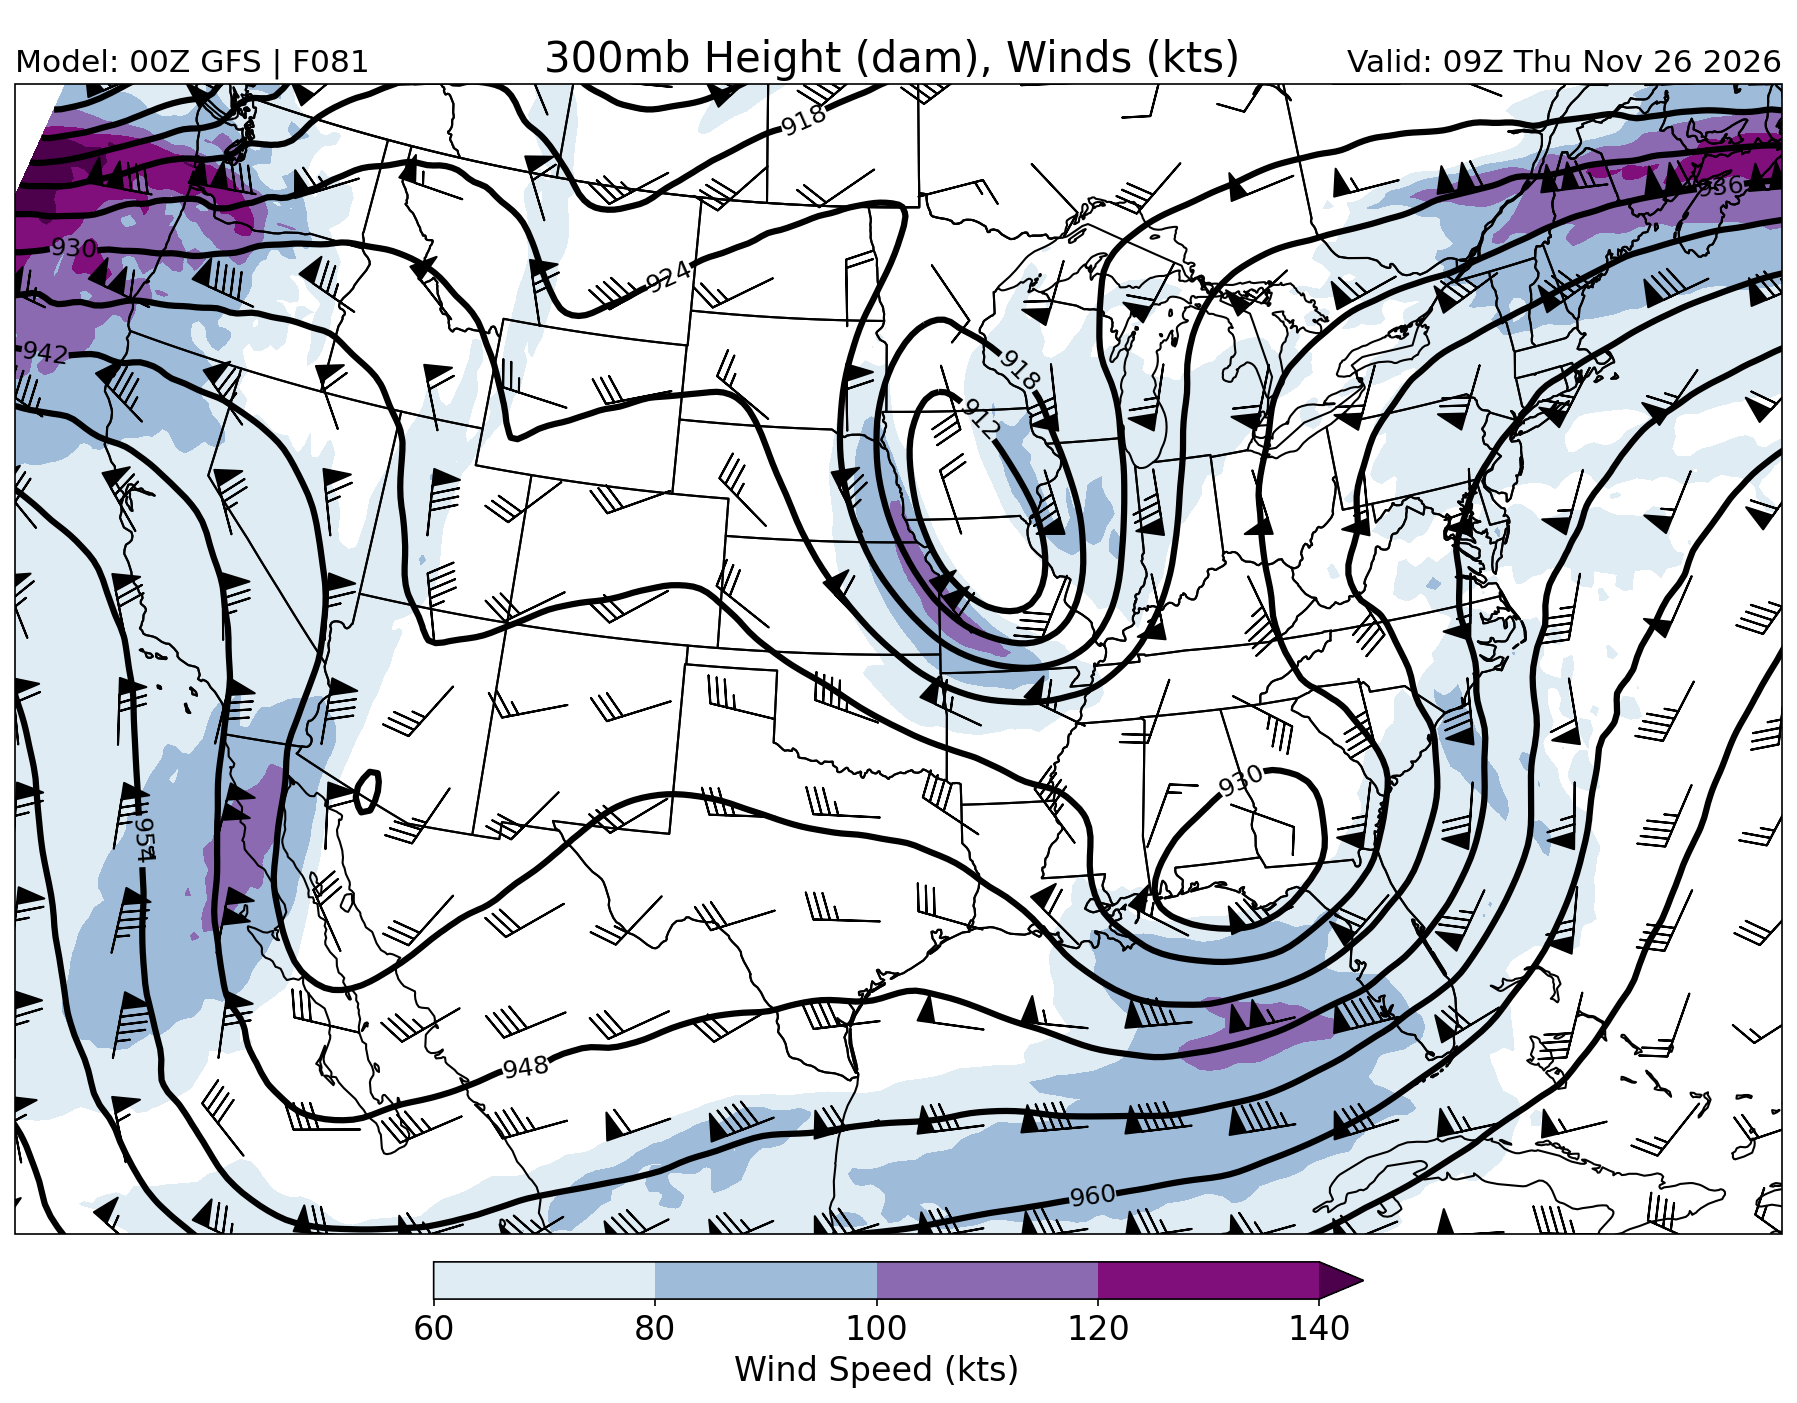 Model: 00Z GFS | F081
300mb Height (dam), Winds (kts)
Valid: 09Z Thu Nov 26 2026
918
936
930
924
942
918
912
930
954
948
960
60 80 100 120 140
Wind Speed (kts)